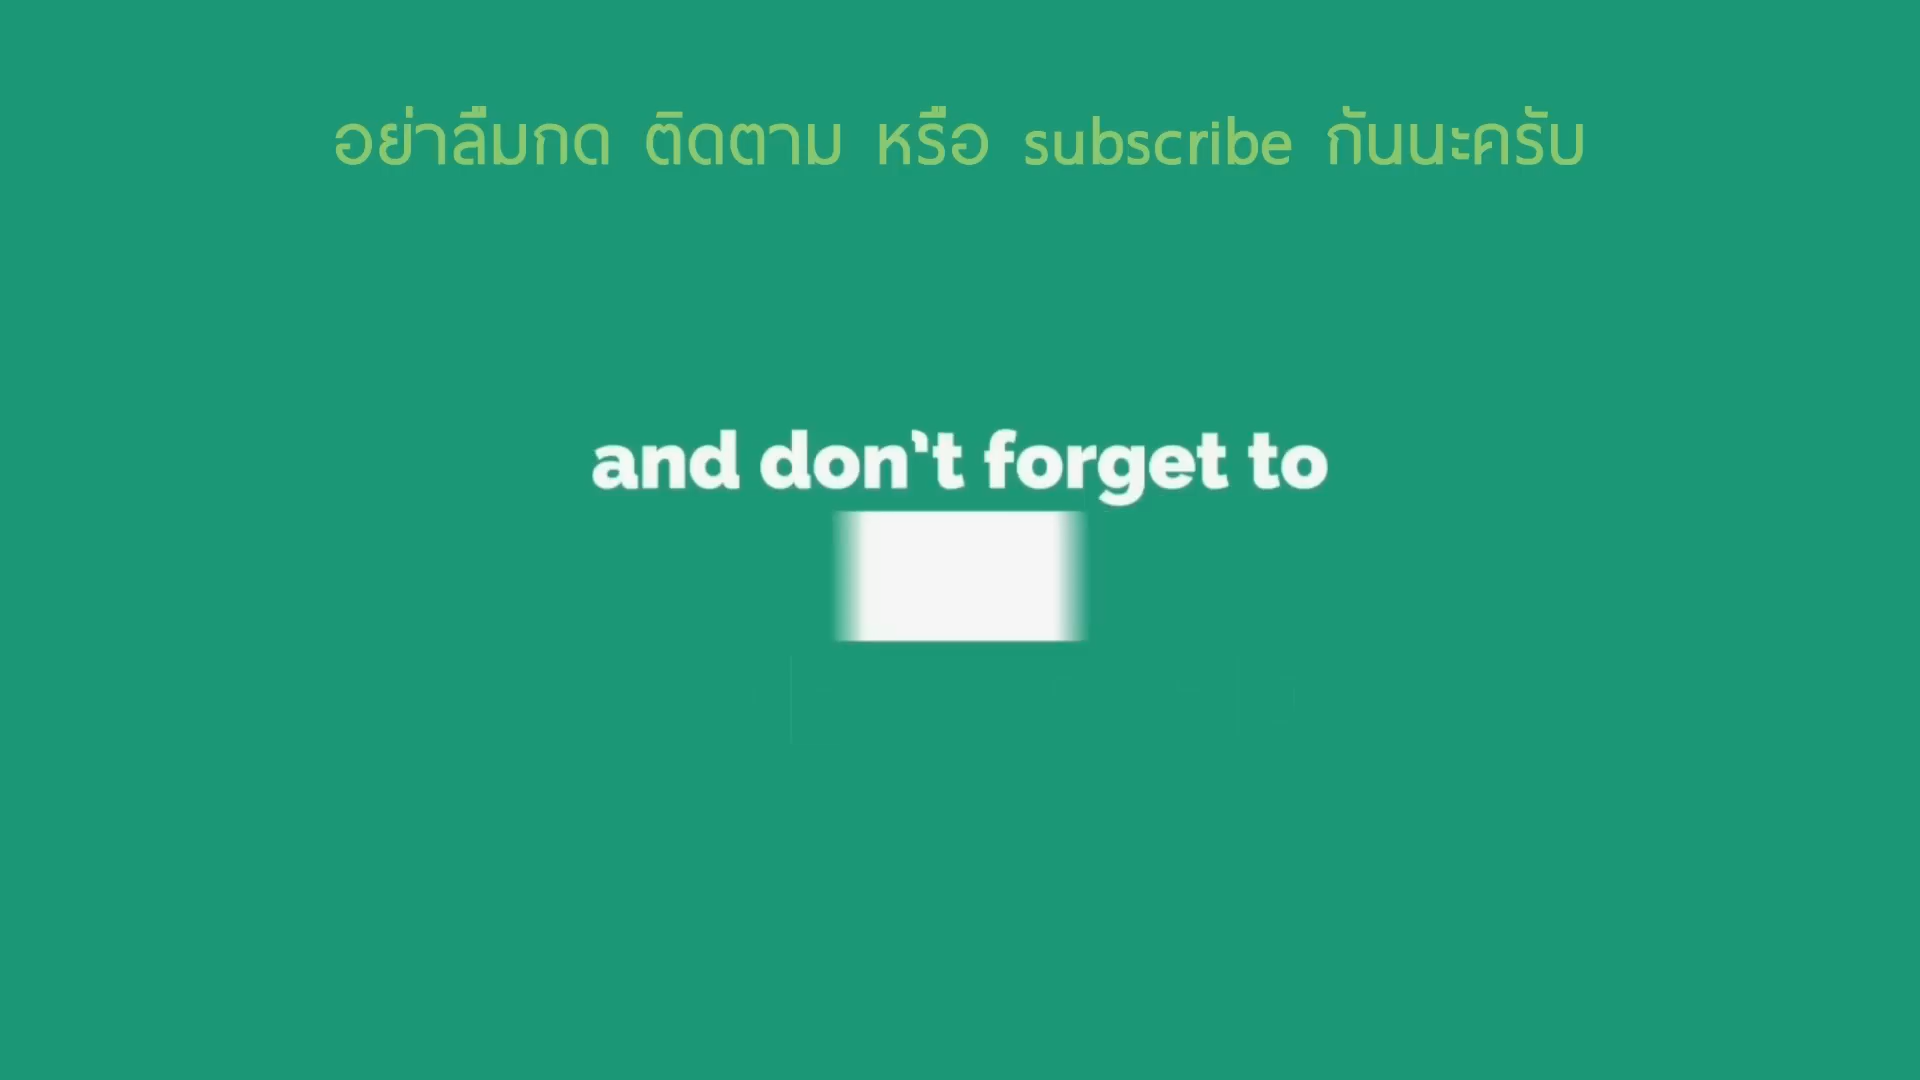 อย่าลืมกด ติดตาม หรือ subscribe กันนะครับ
and don't forget to